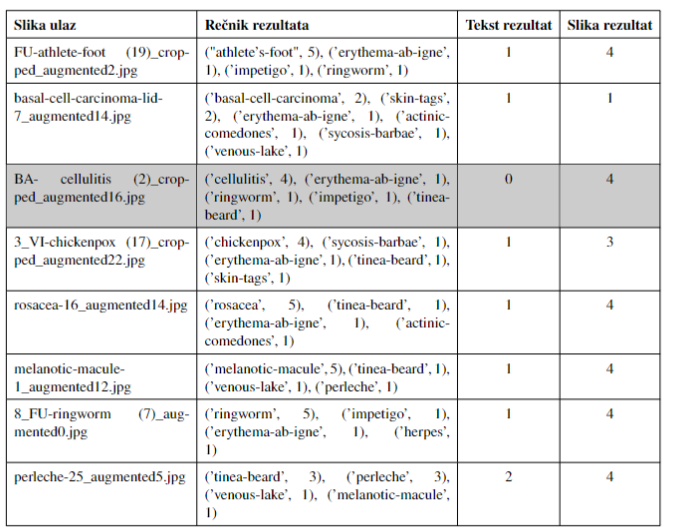 Slika ulaz Rečnik rezultata Tekst rezultat Slika rezultat
FU-athlete-foot (19)_crop- ("athlete's-foot", 5), ('erythema-ab-igne', 1 4
ped_augmented2.jpg 1), ('impetigo', 1), ('ringworm', 1)
basal-cell-carcinoma-lid- ('basal-cell-carcinoma', 2), ('skin-tags', 1 1
7_augmented14.jpg 2), ('erythema-ab-igne', 1), ('actinic-
comedones', 1), ('sycosis-barbae', 1),
('venous-lake', 1)
BA- cellulitis (2)_crop- ('cellulitis', 4), ('erythema-ab-igne', 1), 0 4
ped_augmented16.jpg ('ringworm', 1), ('impetigo', 1), ('tinea-
beard', 1)
3_VI-chickenpox (17)_crop- ('chickenpox', 4), ('sycosis-barbae', 1), 1 3
ped_augmented22.jpg ('erythema-ab-igne', 1), ('tinea-beard', 1),
('skin-tags', 1)
rosacea-16_augmented14.jpg ('rosacea', 5), ('tinea-beard', 1), 1 4
('erythema-ab-igne', 1), ('actinic-
comedones', 1)
melanotic-macule- ('melanotic-macule', 5), ('tinea-beard', 1), 1 4
1_augmented12.jpg ('venous-lake', 1), ('perleche', 1)
8_FU-ringworm (7)_aug- ('ringworm', 5), ('impetigo', 1), 1 4
mented0.jpg ('erythema-ab-igne', 1), ('herpes',
1)
perleche-25_augmented5.jpg ('tinea-beard', 3), ('perleche', 3), 2 4
('venous-lake', 1), ('melanotic-macule',
1)